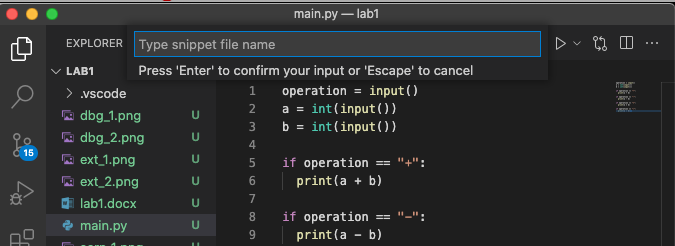 main.py — lab1
EXPLORER
Type snippet file name
Press 'Enter' to confirm your input or 'Escape' to cancel
LAB1
.vscode
dbg_1.png U
dbg_2.png U
ext_1.png U
ext_2.png U
lab1.docx U
main.py U
15
1 operation = input()
2 a = int(input())
3 b = int(input())
4
5 if operation == "+":
6 print(a + b)
7
8 if operation == "-":
9 print(a - b)